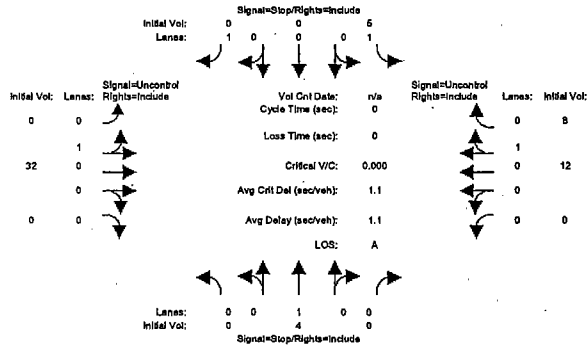 Signal=Stop/Rights=Include
Initial Vol: 0 0 5
Lanes: 1 0 0 0 1
Signal=Uncontrol Signal=Uncontrol
Initial Vol: Lanes: Rights=Include Vol Cnt Date: n/a Rights=Include Lanes: Initial Vol:
Cycle Time (sec): 0
0 0 0 8
Loss Time (sec): 0
1 1
32 0 Critical V/C: 0.000 0 12
0 Avg Crit Del (sec/veh): 1.1 0
0 0 Avg Delay (sec/veh): 1.1 0 0
LOS: A
Lanes: 0 0 1 0 0
Initial Vol: 0 4 0
Signal=Stop/Rights=Include